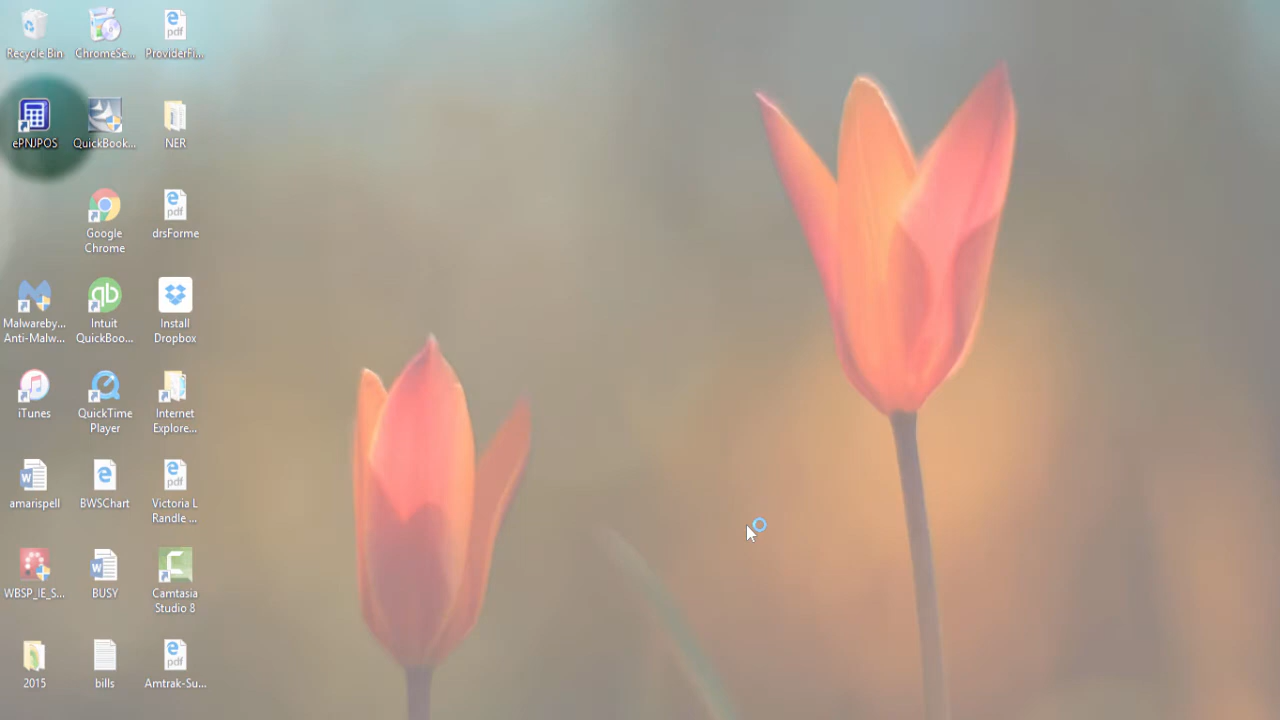 Recycle Bin
ChromeSe...
ProviderFi...
ePNJPOS
QuickBook...
NER
Google
Chrome
drsForme
Malwareby...
Anti-Malw...
Intuit
QuickBoo...
Install
Dropbox
iTunes
QuickTime
Player
Internet
Explore...
amarispell
BWSChart
Victoria L
Randle ...
WBSP_IE_S...
BUSY
Camtasia
Studio 8
2015
bills
Amtrak-Su...